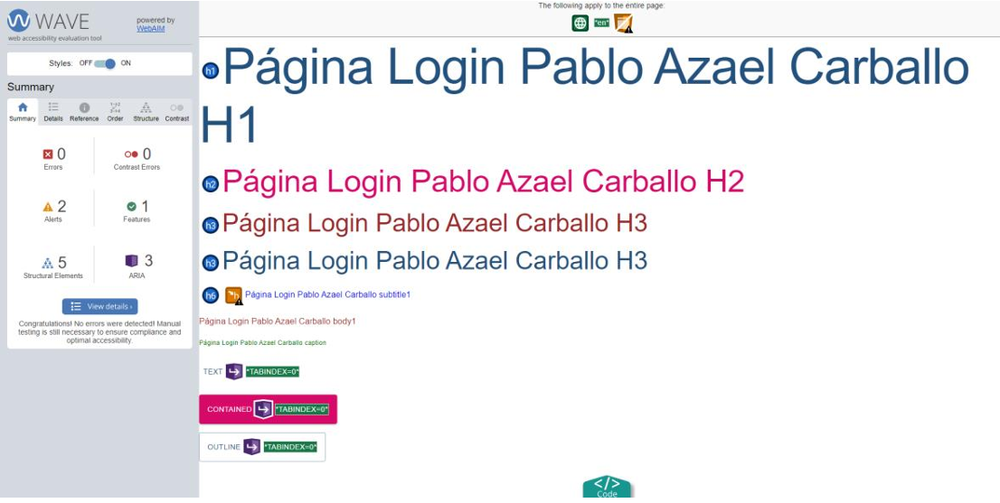 WAVE
web accessibility evaluation tool
powered by
WebAIM
Styles: OFF ON
Summary
Summary Details Reference Order Structure Contrast
0
Errors
0
Contrast Errors
2
Alerts
1
Features
5
Structural Elements
3
ARIA
View details ›
Congratulations! No errors were detected! Manual
testing is still necessary to ensure compliance and
optimal accessibility.
The following apply to the entire page:
*en*
h1 Página Login Pablo Azael Carballo
H1
h2 Página Login Pablo Azael Carballo H2
h3 Página Login Pablo Azael Carballo H3
h3 Página Login Pablo Azael Carballo H3
h6 h Página Login Pablo Azael Carballo subtitle1
Página Login Pablo Azael Carballo body1
Página Login Pablo Azael Carballo caption
TEXT *TABINDEX=0*
CONTAINED *TABINDEX=0*
OUTLINE *TABINDEX=0*
</>
Code